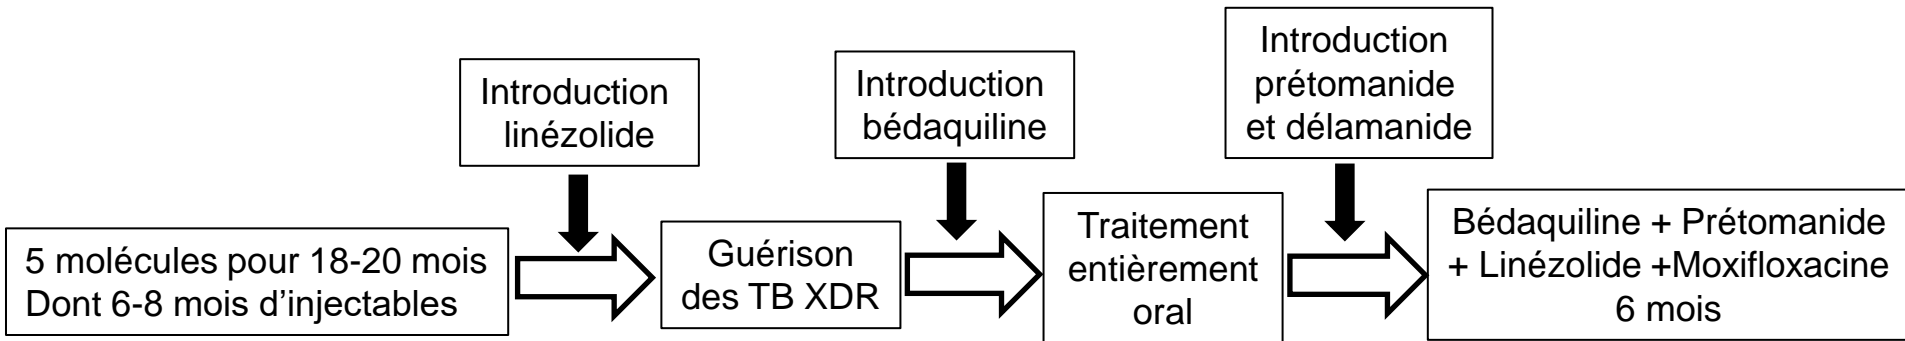 Introduction
linézolide
Introduction
bédaquiline
Introduction
prétomanide
et délamanide
5 molécules pour 18-20 mois
Dont 6-8 mois d'injectables
Guérison
des TB XDR
Traitement
entièrement
oral
Bédaquiline + Prétomanide
+ Linézolide +Moxifloxacine
6 mois